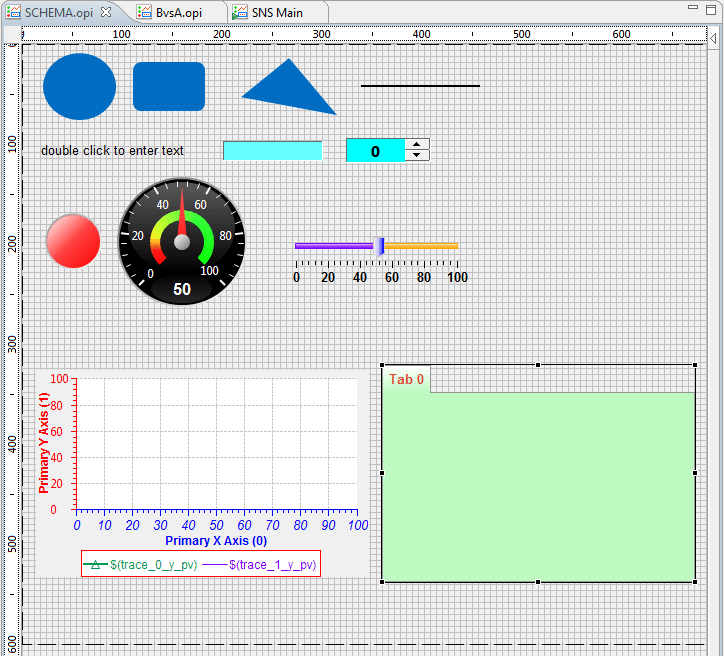 SCHEMA.opi BvsA.opi SNS Main
0 100 200 300 400 500 600
0
100
200
300
400
500
600
double click to enter text
0
0 20 40 60 80 100
50
0 20 40 60 80 100
Primary Y Axis (1)
100
80
60
40
20
0
0 10 20 30 40 50 60 70 80 90 100
Primary X Axis (0)
$(trace_0_y_pv) $(trace_1_y_pv)
Tab 0